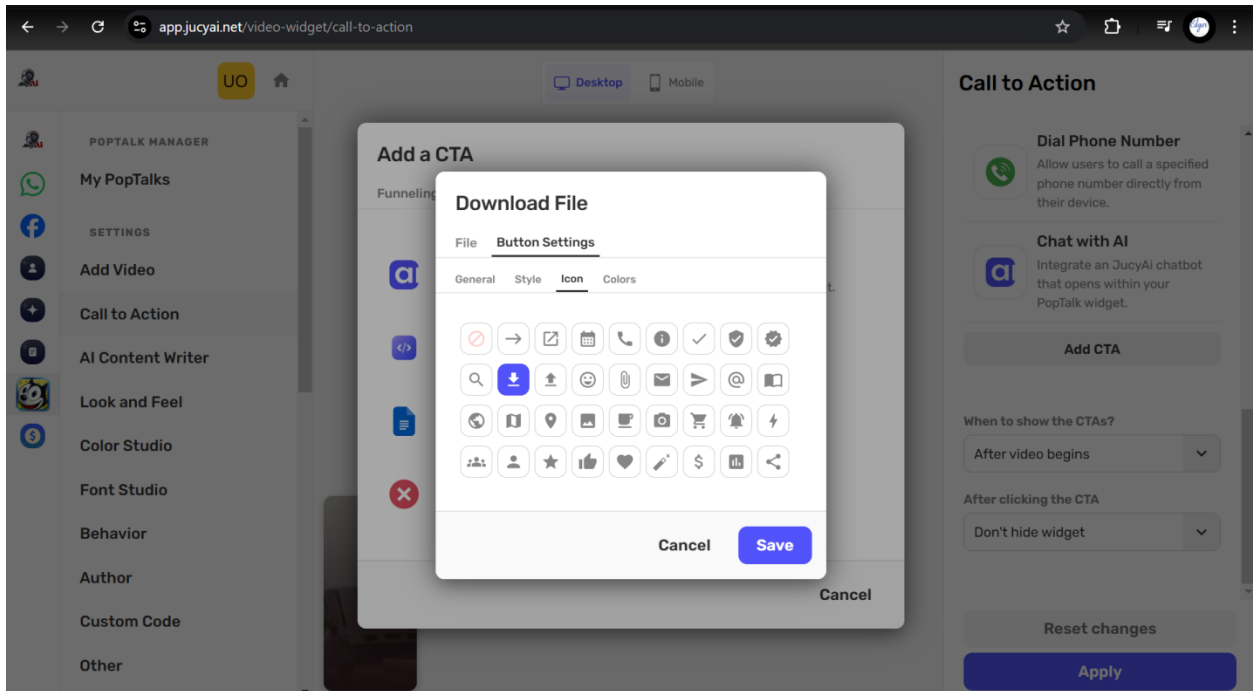 app.jucyai.net/video-widget/call-to-action
UO
Desktop
Mobile
Call to Action
POPTALK MANAGER
My PopTalks
SETTINGS
Add Video
Call to Action
AI Content Writer
Look and Feel
Color Studio
Font Studio
Behavior
Author
Custom Code
Other
Add a CTA
Funneling
t.
Cancel
Download File
File
Button Settings
General
Style
Icon
Colors
Cancel
Save
Dial Phone Number
Allow users to call a specified
phone number directly from
their device.
Chat with AI
Integrate an JucyAi chatbot
that opens within your
PopTalk widget.
Add CTA
When to show the CTAs?
After video begins
After clicking the CTA
Don't hide widget
Reset changes
Apply